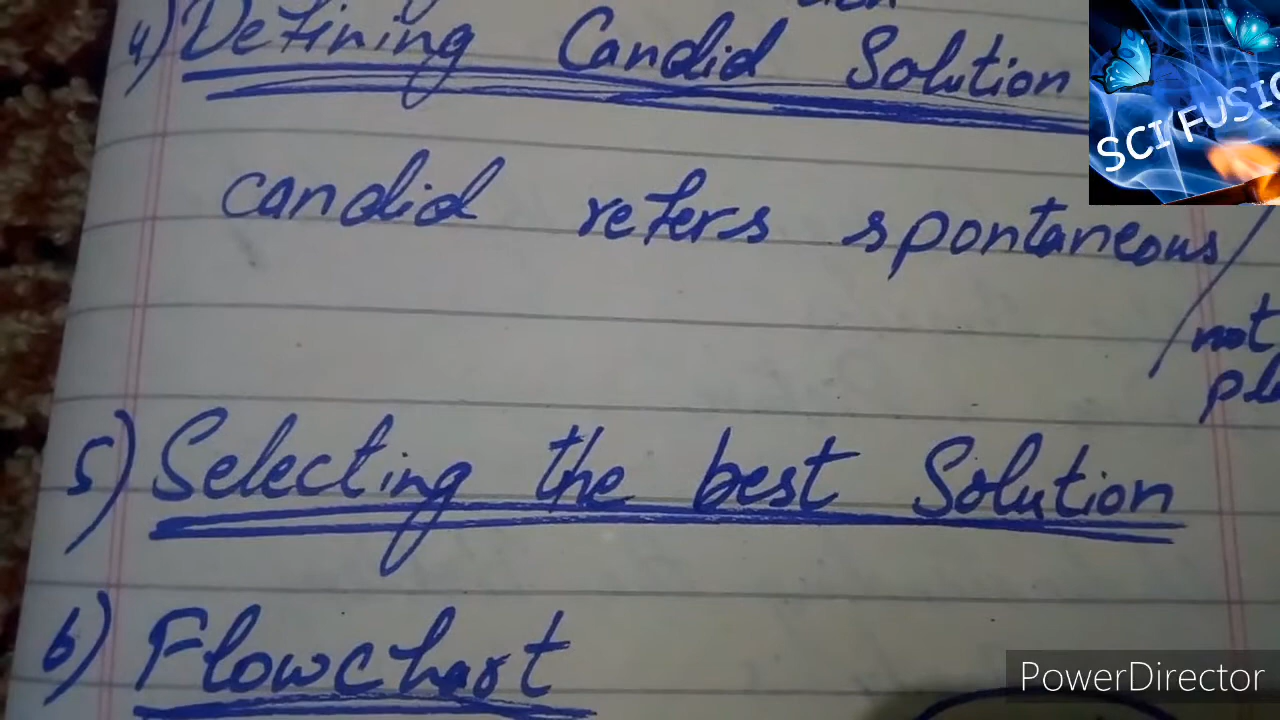 4) Defining Candid Solution
SCI FUSIO
candid refers spontaneous/
/not
5) Selecting the best Solution
6) Flowchart
PowerDirector